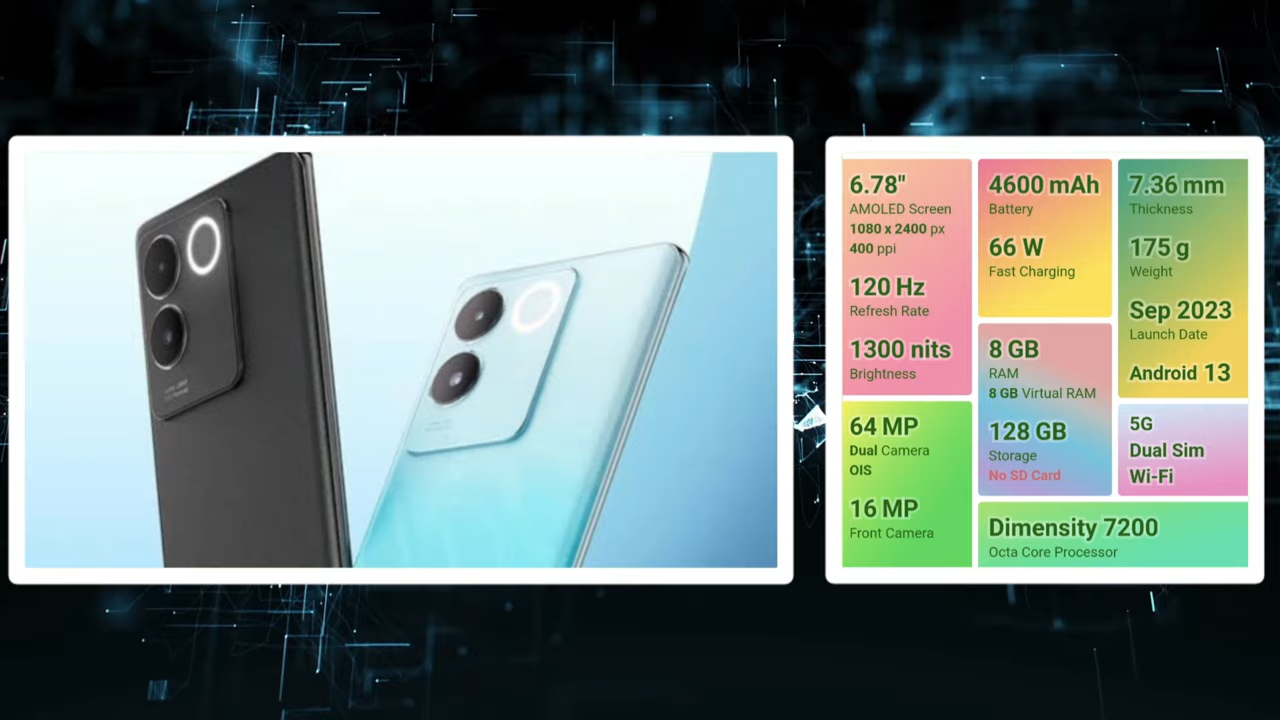 6.78"
AMOLED Screen
1080 x 2400 px
400 ppi
120 Hz
Refresh Rate
1300 nits
Brightness
64 MP
Dual Camera
OIS
16 MP
Front Camera
4600 mAh
Battery
66 W
Fast Charging
8 GB
RAM
8 GB Virtual RAM
128 GB
Storage
No SD Card
7.36 mm
Thickness
175 g
Weight
Sep 2023
Launch Date
Android 13
5G
Dual Sim
Wi-Fi
Dimensity 7200
Octa Core Processor